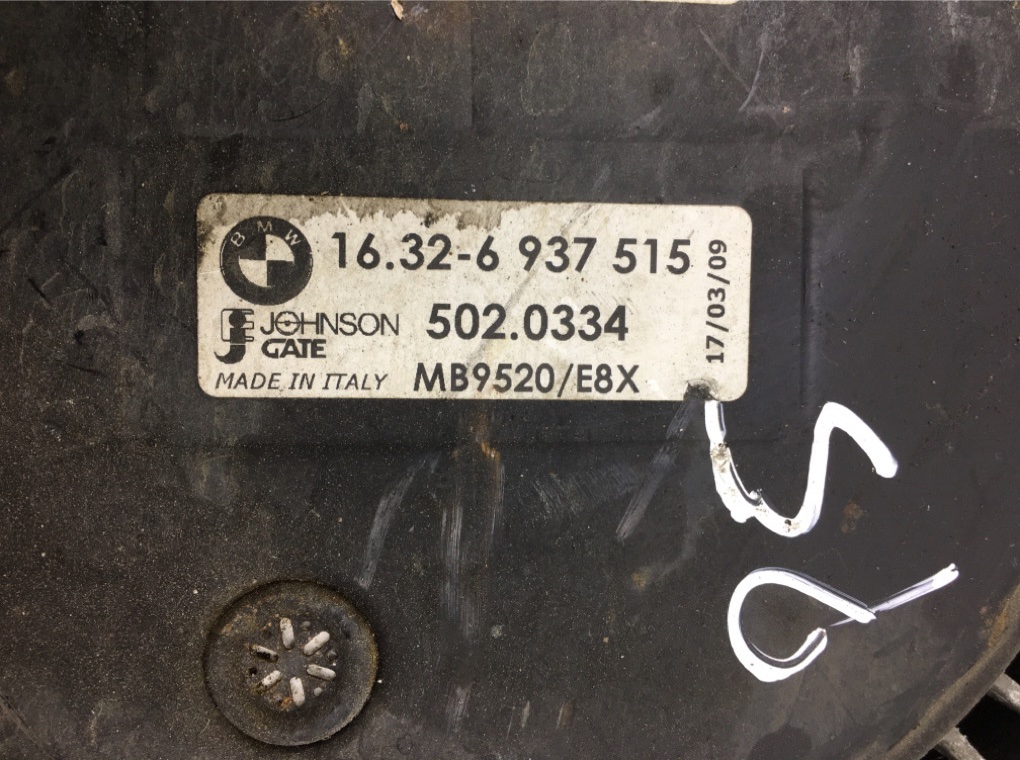 BMW 16.32-6 937 515
JOHNSON 502.0334
GATE
MADE IN ITALY MB9520/E8X
17/03/09